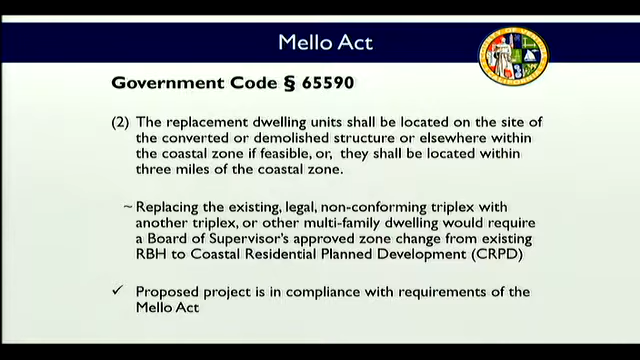 Mello Act
Government Code § 65590
(2) The replacement dwelling units shall be located on the site of
the converted or demolished structure or elsewhere within
the coastal zone if feasible, or, they shall be located within
three miles of the coastal zone.
~ Replacing the existing, legal, non-conforming triplex with
another triplex, or other multi-family dwelling would require
a Board of Supervisor's approved zone change from existing
RBH to Coastal Residential Planned Development (CRPD)
✓ Proposed project is in compliance with requirements of the
Mello Act